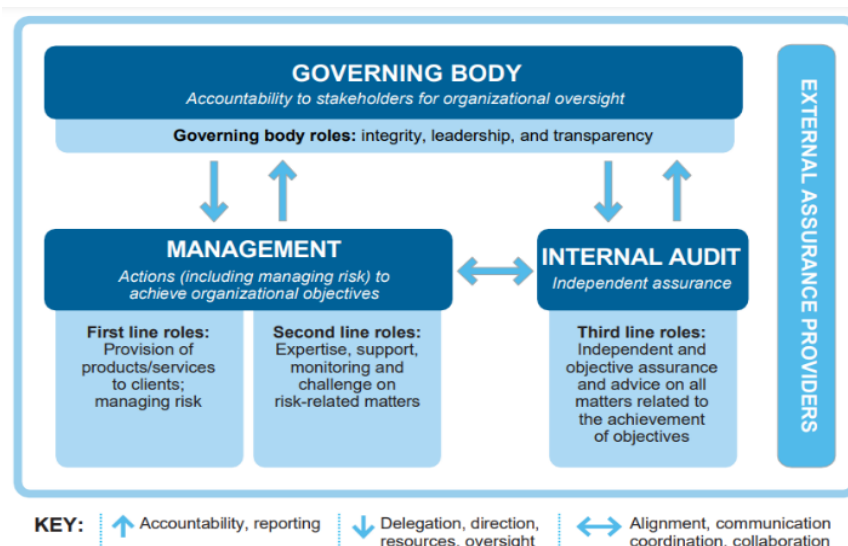 GOVERNING BODY
Accountability to stakeholders for organizational oversight
Governing body roles: integrity, leadership, and transparency
MANAGEMENT
Actions (including managing risk) to
achieve organizational objectives
First line roles:
Provision of
products/services
to clients;
managing risk
Second line roles:
Expertise, support,
monitoring and
challenge on
risk-related matters
INTERNAL AUDIT
Independent assurance
Third line roles:
Independent and
objective assurance
and advice on all
matters related to
the achievement
of objectives
EXTERNAL ASSURANCE PROVIDERS
KEY:
Accountability, reporting
Delegation, direction,
resources, oversight
Alignment, communication
coordination, collaboration